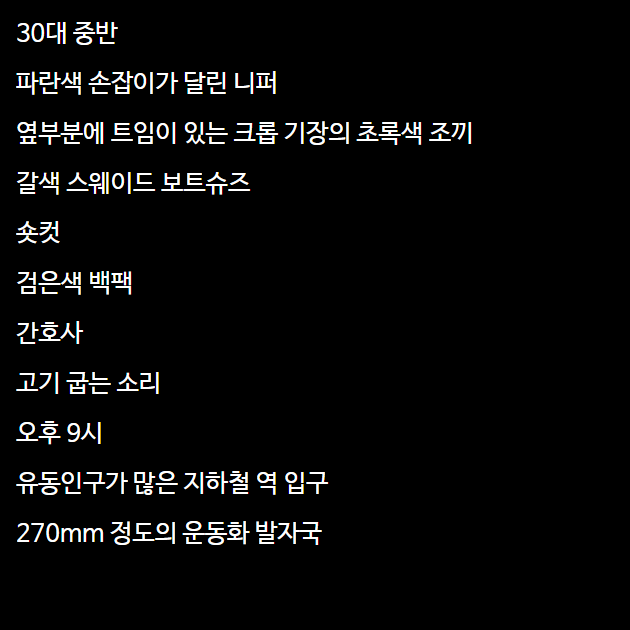 30대 중반
파란색 손잡이가 달린 니퍼
옆부분에 트임이 있는 크롭 기장의 초록색 조끼
갈색 스웨이드 보트슈즈
숏컷
검은색 백팩
간호사
고기 굽는 소리
오후 9시
유동인구가 많은 지하철 역 입구
270mm 정도의 운동화 발자국